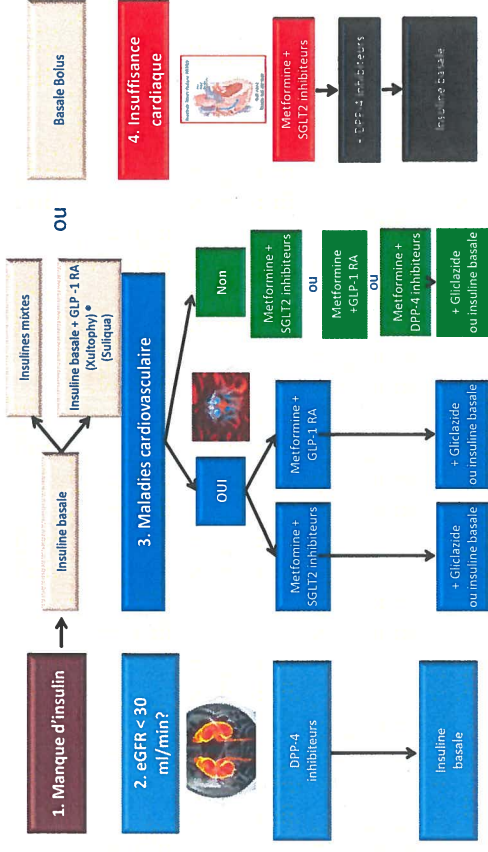 1. Manque d'insulin
Insuline basale
Insulines mixtes
Insuline basale + GLP -1 RA
(Xultophy)*
(Suliqua)
ou
Basale Bolus
2. eGFR < 30
ml/min?
DPP-4
inhibiteurs
Insuline
basale
3. Maladies cardiovasculaire
OUI
Metfomine +
SGLT2 inhibiteurs
+ Gliclazide
ou insuline basale
Metformine +
GLP-1 RA
+ Gliclazide
ou insuline basale
Non
Metformine +
SGLT2 inhibiteurs
ou
Metformine
+GLP-1 RA
ou
Metformine +
DPP-4 inhibiteurs
+ Gliclazide
ou insuline basale
4. Insuffisance
cardiaque
Metformine +
SGLT2 inhibiteurs
+ DPP-4 inhibiteurs
Insuline basale